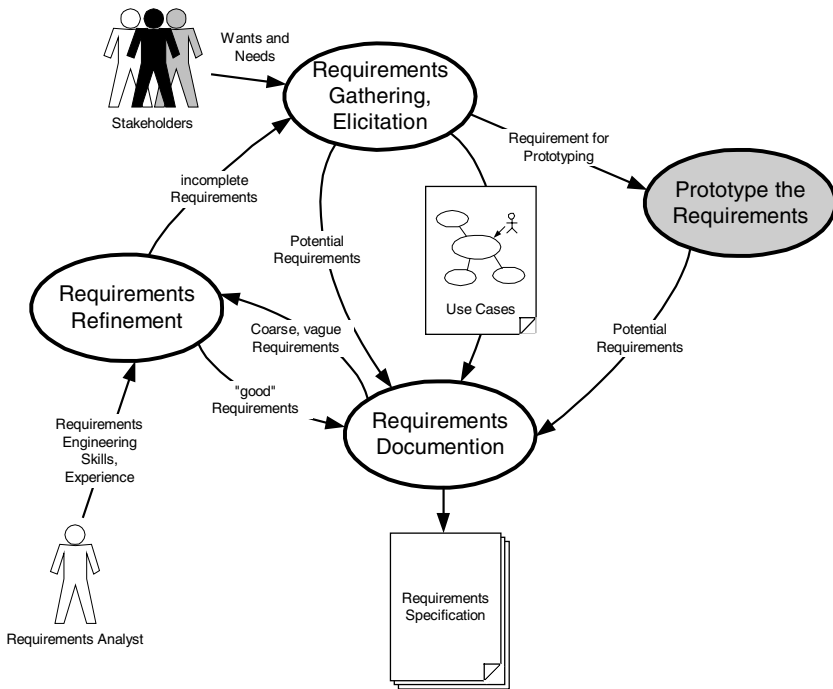 Wants and
Needs
Stakeholders
Requirements
Gathering,
Elicitation
Requirement for
Prototyping
Prototype the
Requirements
incomplete
Requirements
Potential
Requirements
Use Cases
Requirements
Refinement
Coarse, vague
Requirements
Potential
Requirements
"good"
Requirements
Requirements
Documention
Requirements
Engineering
Skills,
Experience
Requirements Analyst
Requirements
Specification